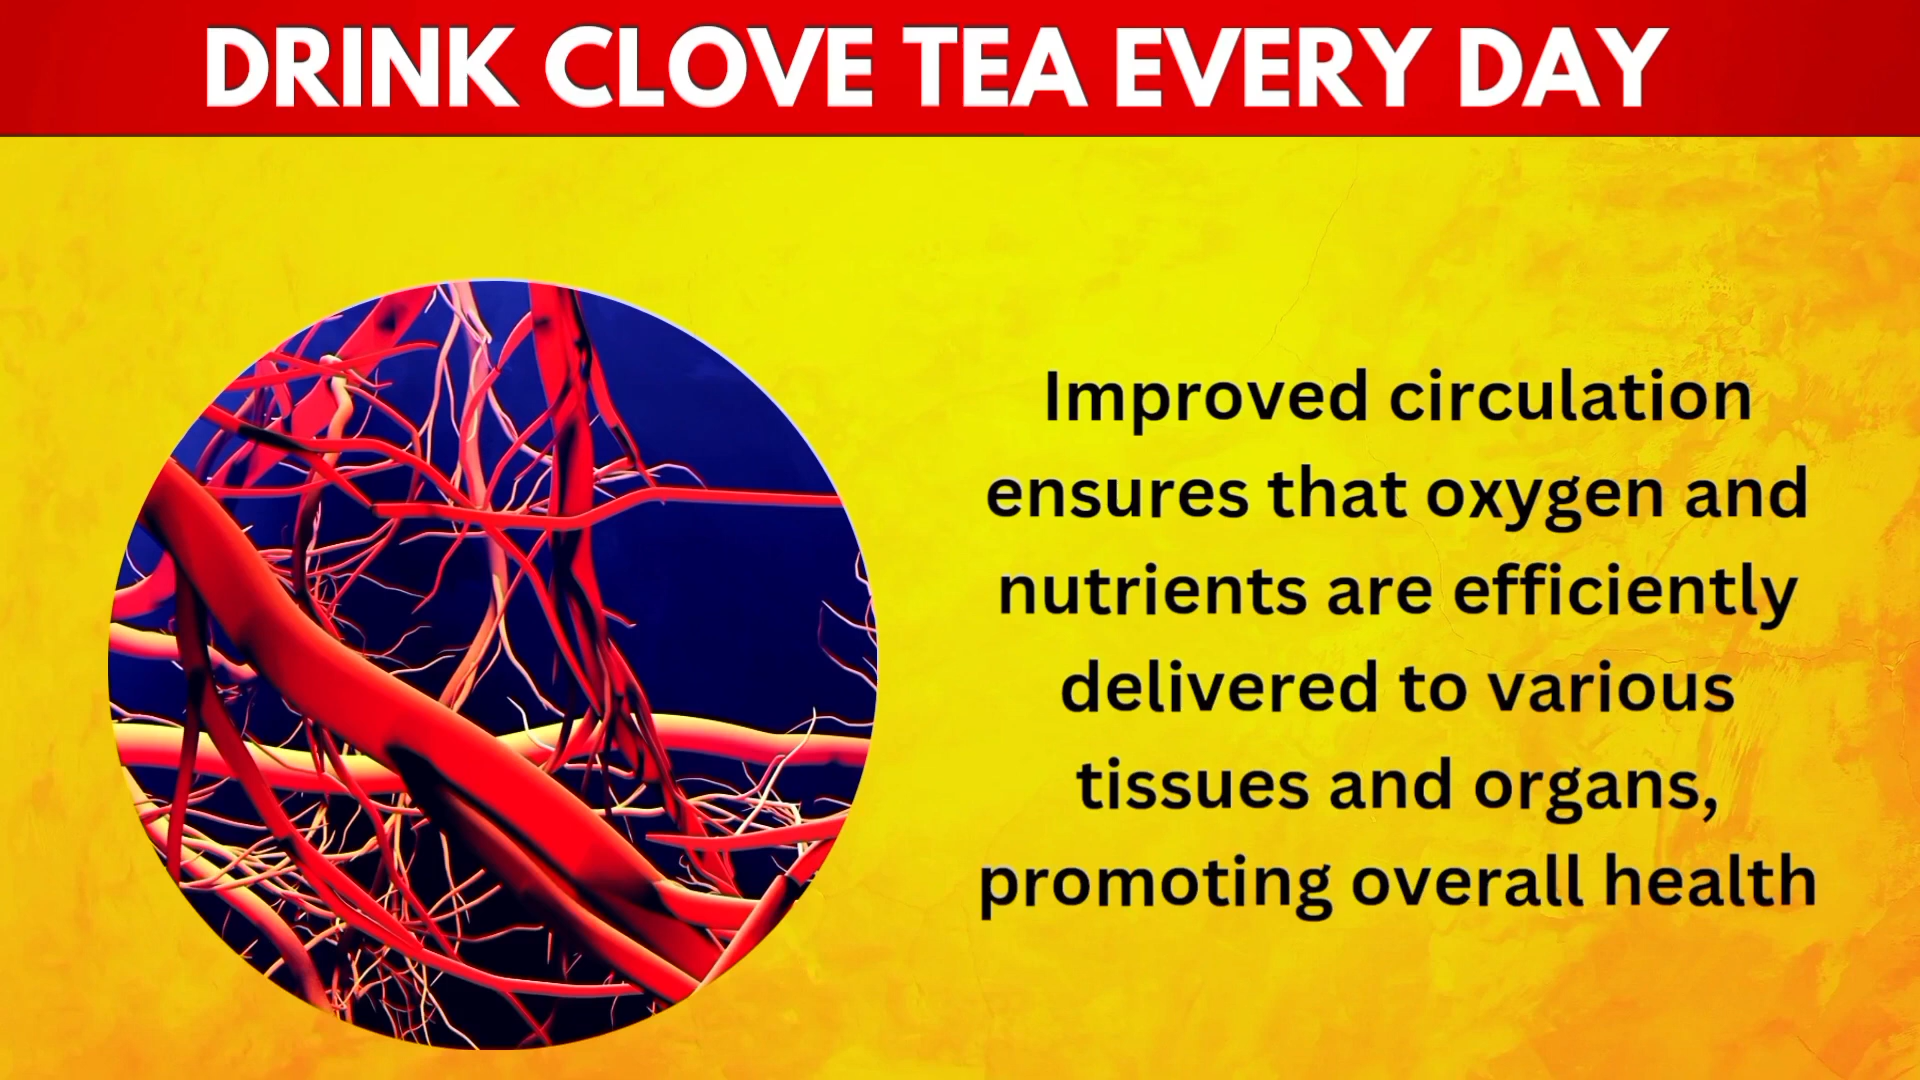 DRINK CLOVE TEA EVERY DAY
Improved circulation
ensures that oxygen and
nutrients are efficiently
delivered to various
tissues and organs,
promoting overall health